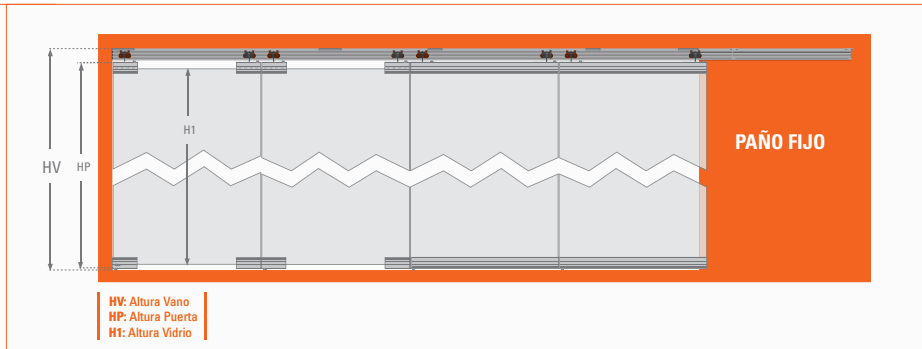 H1
PAÑO FIJO
HV
HP
HV: Altura Vano
HP: Altura Puerta
H1: Altura Vidrio